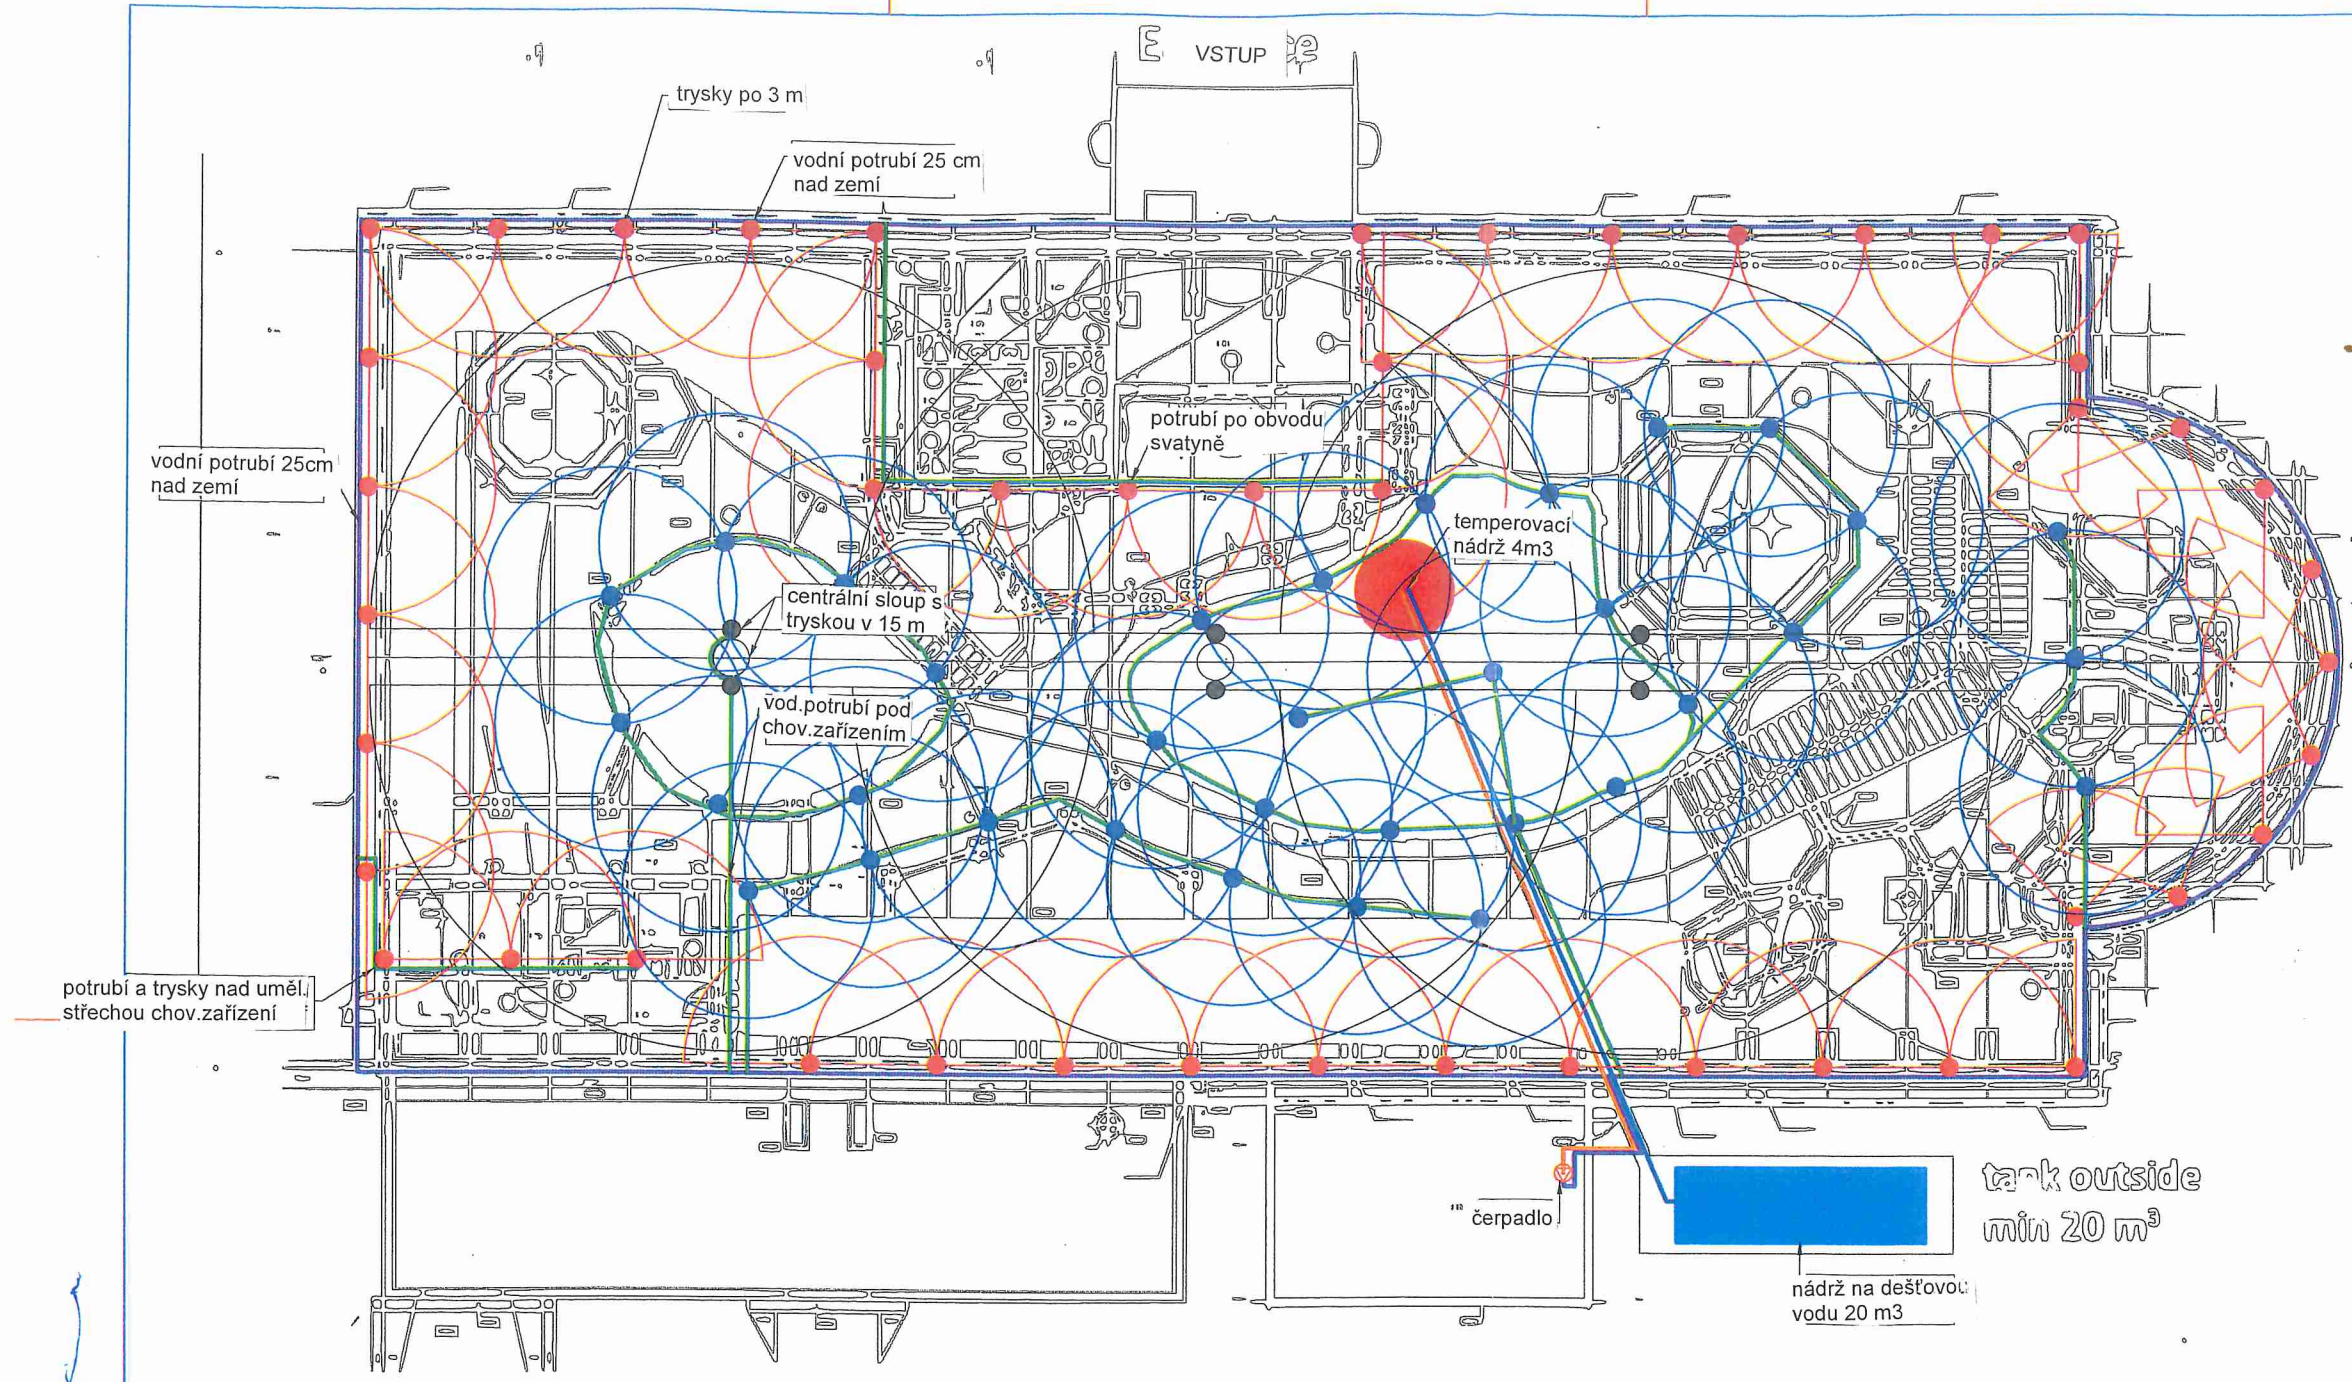 VSTUP
trysky po 3 m
vodní potrubí 25 cm
nad zemí
potrubí po obvodu
svatyně
vodní potrubí 25cm
nad zemí
temperovací
nádrž 4m3
centrální sloup s
tryskou v 15 m
vod.potrubí pod
chov.zařízením
potrubí a trysky nad uměl.
střechou chov.zařízení
tank outside
min 20 m³
čerpadlo
nádrž na dešťovou
vodu 20 m3